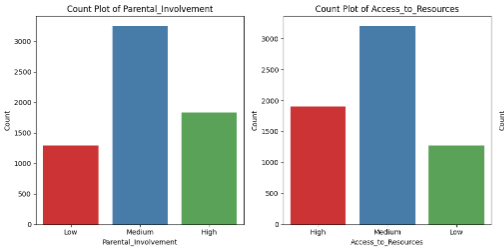 Count Plot of Parental_Involvement
3000
2500
2000
1500
1000
500
0
Count
Low Medium High
Parental_Involvement
Count Plot of Access_to_Resources
3000
2500
2000
1500
1000
500
0
Count
High Medium Low
Access_to_Resources
Count